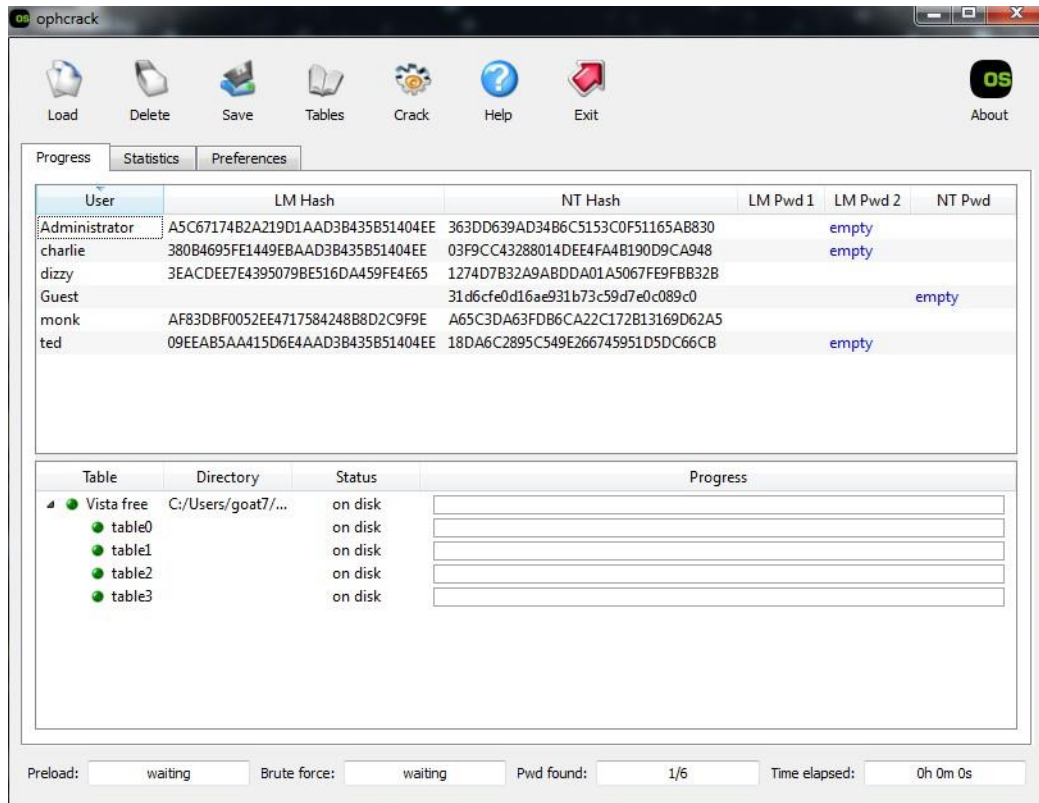 OS ophcrack
Load Delete Save Tables Crack Help Exit OS About
Progress Statistics Preferences
User LM Hash NT Hash LM Pwd 1 LM Pwd 2 NT Pwd
Administrator A5C67174B2A219D1AAD3B435B51404EE 363DD639AD34B6C5153C0F51165AB830 empty
charlie 380B4695FE1449EBAAD3B435B51404EE 03F9CC43288014DEE4FA4B190D9CA948 empty
dizzy 3EACDEE7E4395079BE516DA459FE4E65 1274D7B32A9ABDDA01A5067FE9FBB32B
Guest 31d6cfe0d16ae931b73c59d7e0c089c0 empty
monk AF83DBF0052EE4717584248B8D2C9F9E A65C3DA63FDB6CA22C172B13169D62A5
ted 09EEAB5AA415D6E4AAD3B435B51404EE 18DA6C2895C549E266745951D5DC66CB empty
Table Directory Status Progress
Vista free C:/Users/goat7/... on disk
table0 on disk
table1 on disk
table2 on disk
table3 on disk
Preload: waiting Brute force: waiting Pwd found: 1/6 Time elapsed: 0h 0m 0s